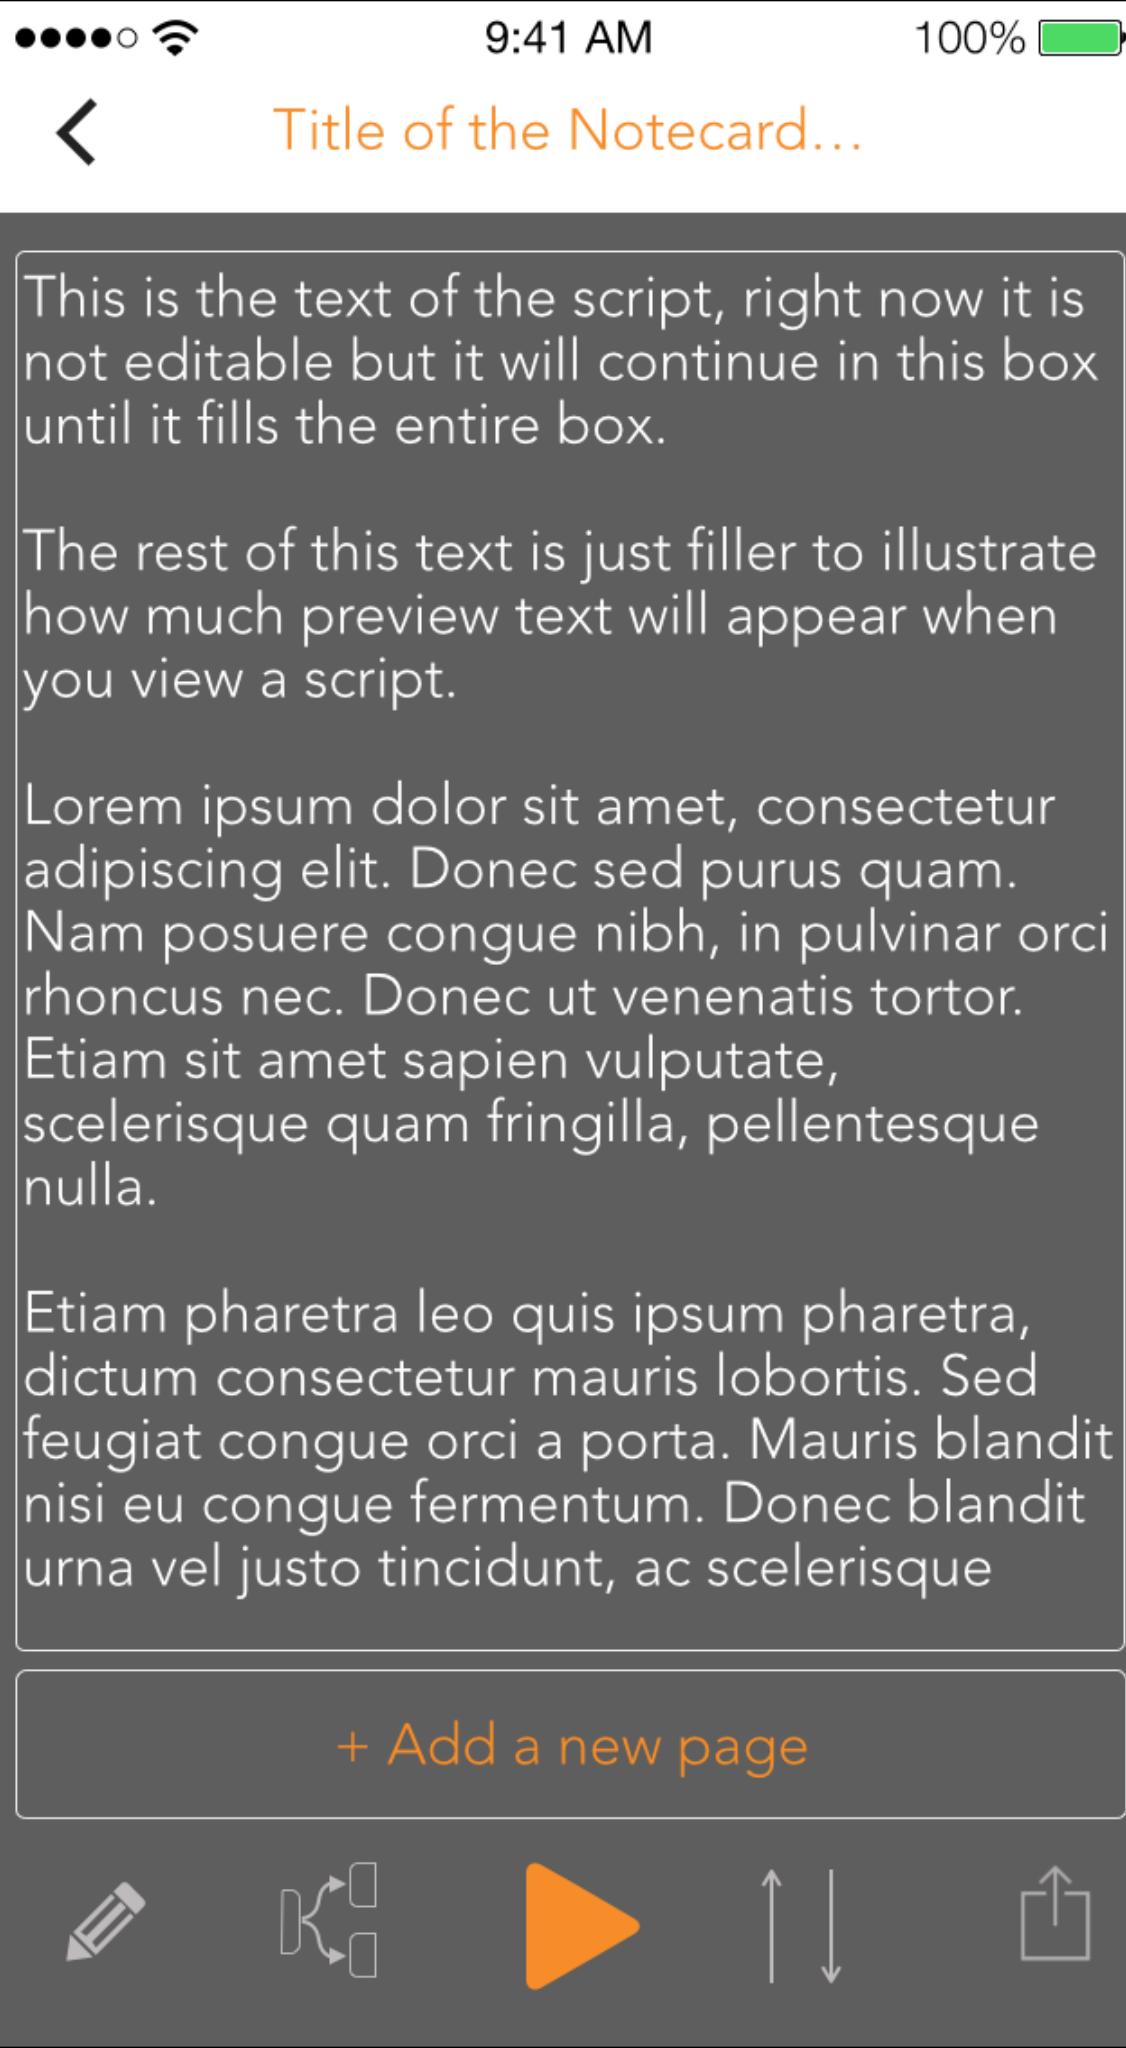 9:41 AM 100%
Title of the Notecard...
This is the text of the script, right now it is
not editable but it will continue in this box
until it fills the entire box.
The rest of this text is just filler to illustrate
how much preview text will appear when
you view a script.
Lorem ipsum dolor sit amet, consectetur
adipiscing elit. Donec sed purus quam.
Nam posuere congue nibh, in pulvinar orci
rhoncus nec. Donec ut venenatis tortor.
Etiam sit amet sapien vulputate,
scelerisque quam fringilla, pellentesque
nulla.
Etiam pharetra leo quis ipsum pharetra,
dictum consectetur mauris lobortis. Sed
feugiat congue orci a porta. Mauris blandit
nisi eu congue fermentum. Donec blandit
urna vel justo tincidunt, ac scelerisque
+ Add a new page